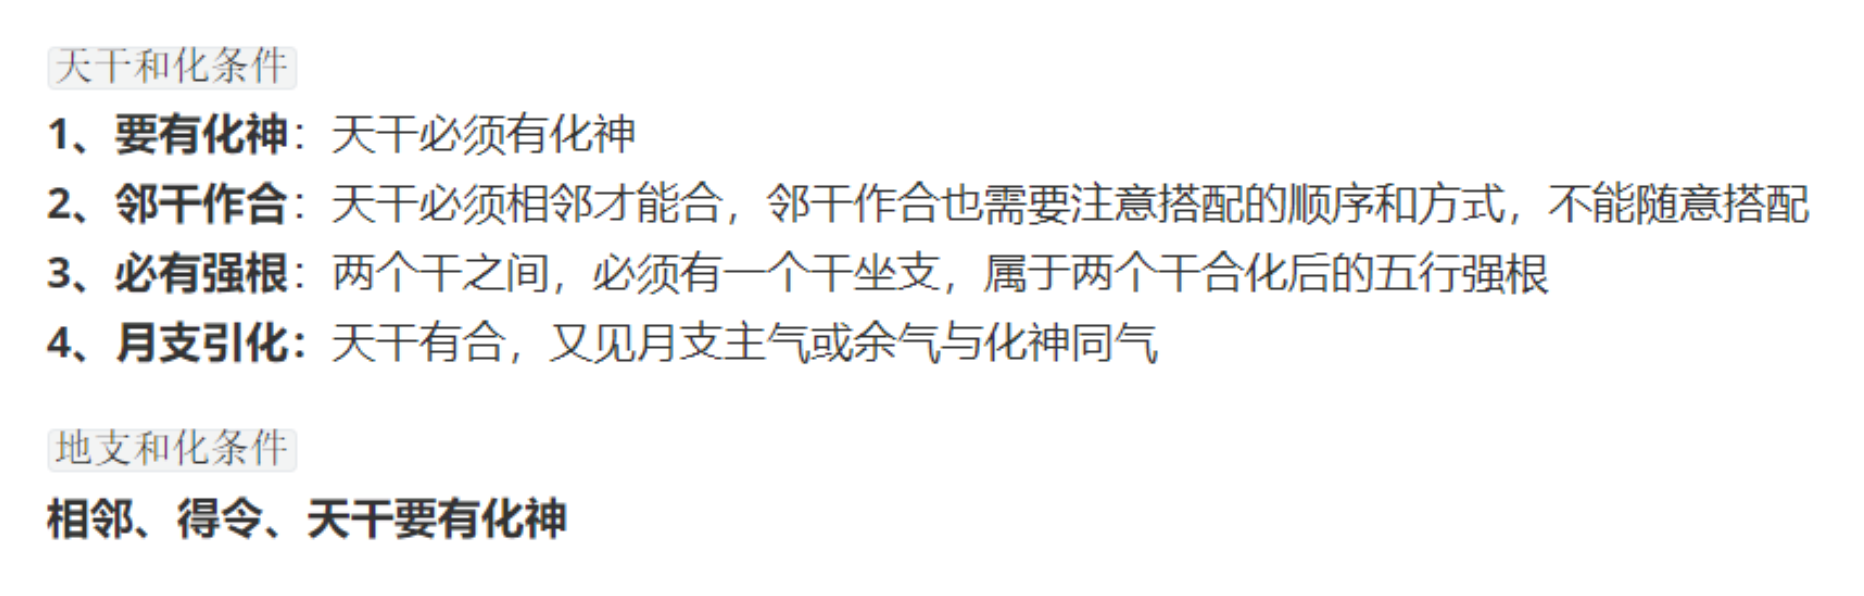 天干和化条件
1、要有化神：天干必须有化神
2、邻干作合：天干必须相邻才能合，邻干作合也需要注意搭配的顺序和方式，不能随意搭配
3、必有强根：两个干之间，必须有一个干坐支，属于两个干合化后的五行强根
4、月支引化：天干有合，又见月支主气或余气与化神同气
地支和化条件
相邻、得令、天干要有化神